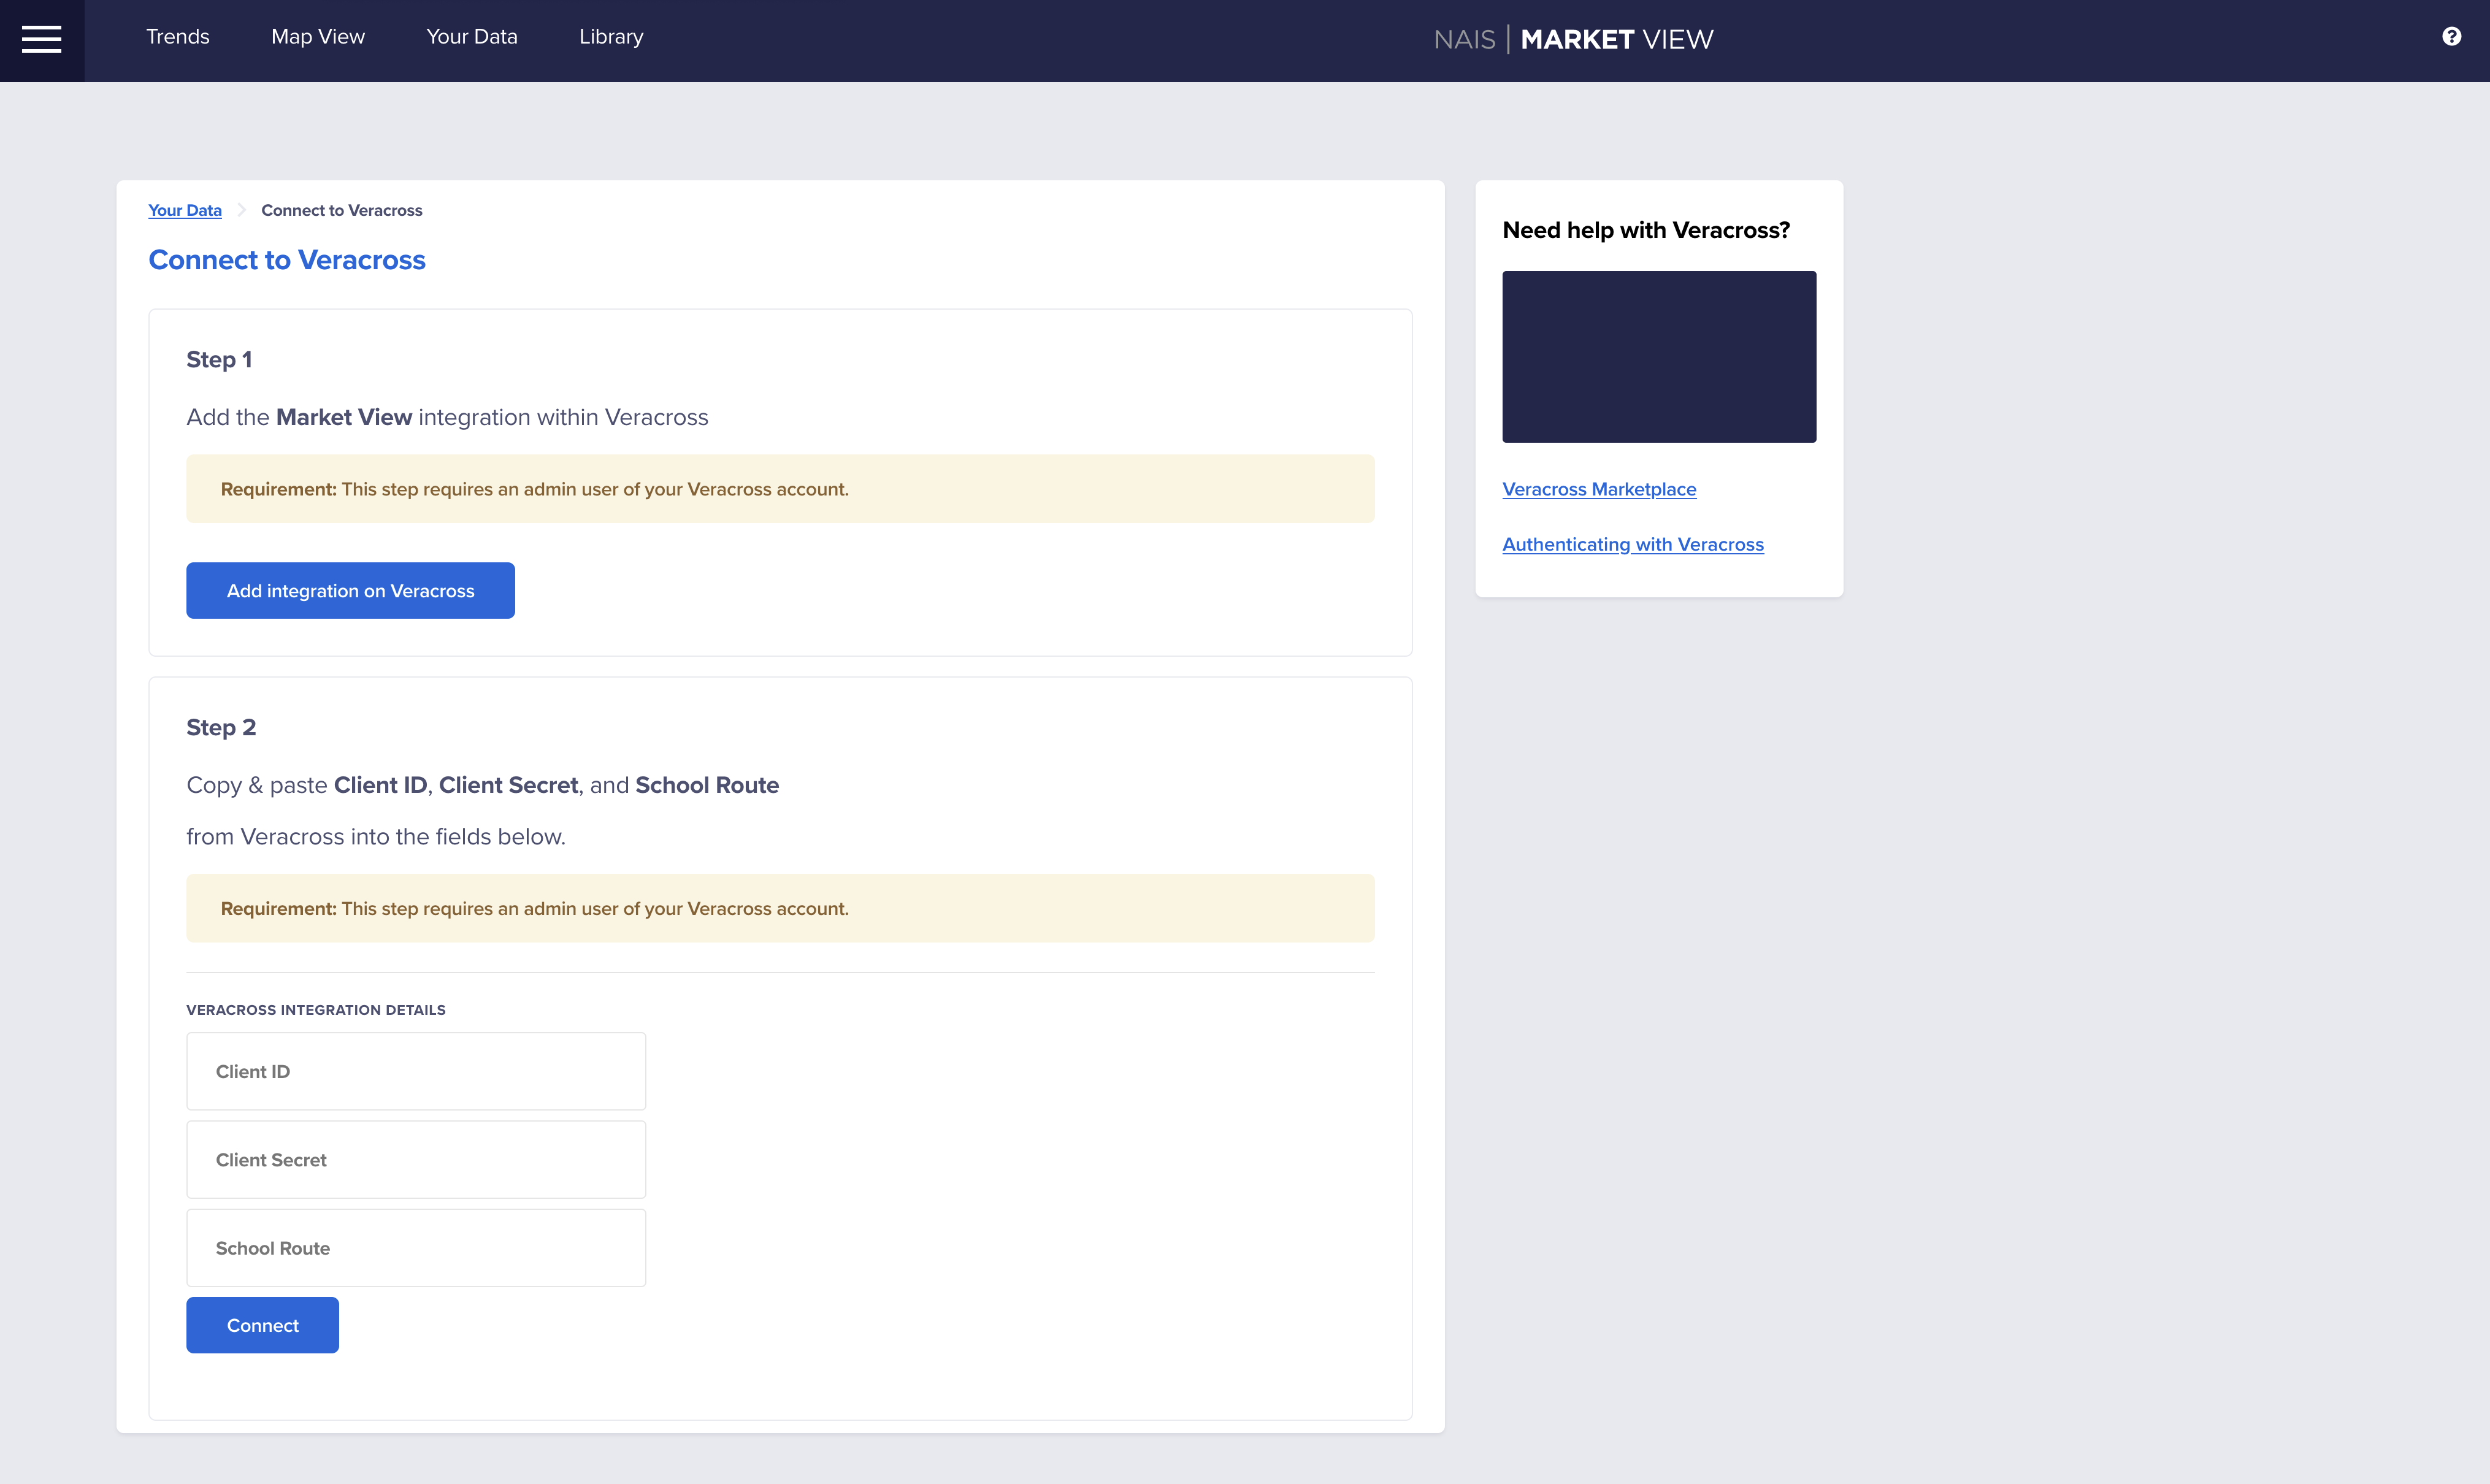 Trends Map View Your Data Library NAIS | MARKET VIEW ?
Your Data Connect to Veracross
Connect to Veracross
Step 1
Add the Market View integration within Veracross
Requirement: This step requires an admin user of your Veracross account.
Add integration on Veracross
Step 2
Copy & paste Client ID, Client Secret, and School Route
from Veracross into the fields below.
Requirement: This step requires an admin user of your Veracross account.
VERACROSS INTEGRATION DETAILS
Client ID
Client Secret
School Route
Connect
Need help with Veracross?
Veracross Marketplace
Authenticating with Veracross